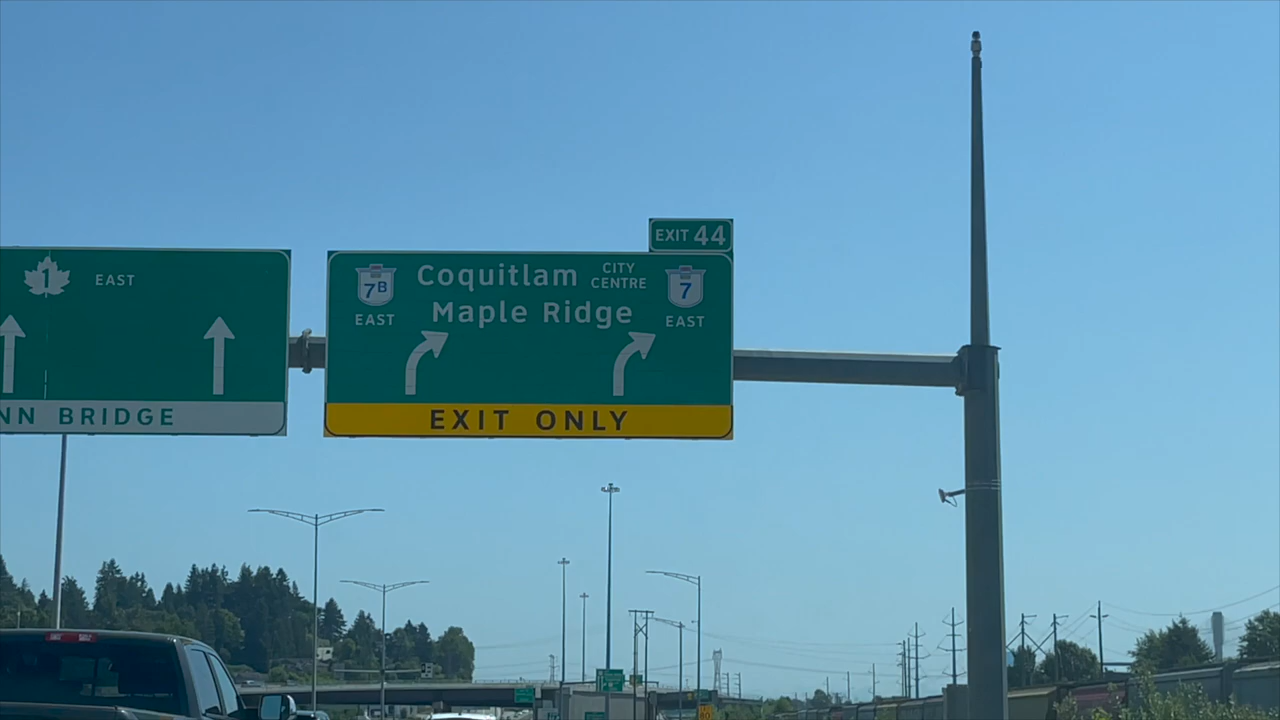 1 EAST
NN BRIDGE
EXIT 44
7B EAST
Coquitlam CITY CENTRE
Maple Ridge
7 EAST
EXIT ONLY